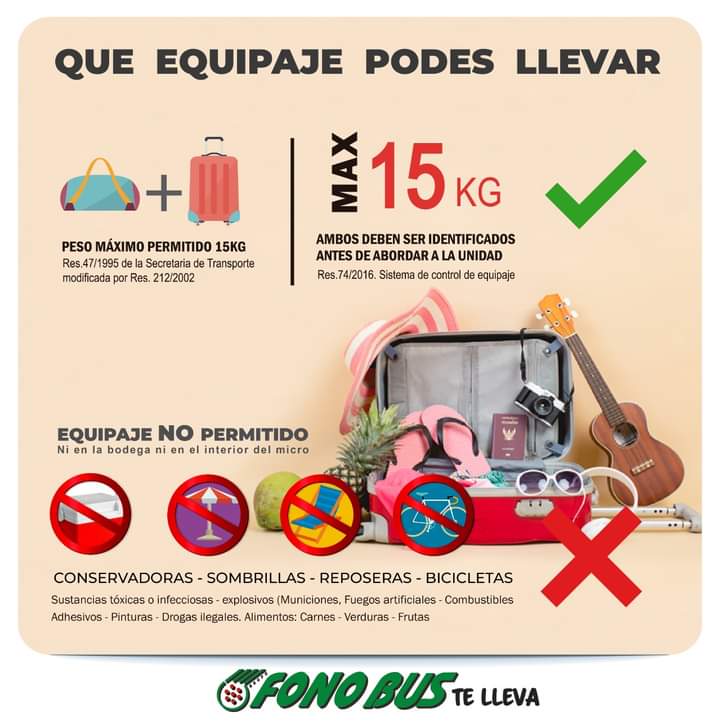 QUE EQUIPAJE PODES LLEVAR
PESO MÁXIMO PERMITIDO 15KG
Res.47/1995 de la Secretaria de Transporte
modificada por Res. 212/2002
MAX 15 KG
AMBOS DEBEN SER IDENTIFICADOS
ANTES DE ABORDAR A LA UNIDAD
Res.74/2016. Sistema de control de equipaje
EQUIPAJE NO PERMITIDO
Ni en la bodega ni en el interior del micro
CONSERVADORAS - SOMBRILLAS - REPOSERAS - BICICLETAS
Sustancias tóxicas o infecciosas - explosivos (Municiones, Fuegos artificiales - Combustibles
Adhesivos - Pinturas - Drogas ilegales. Alimentos: Carnes - Verduras - Frutas
FONOBUS TE LLEVA